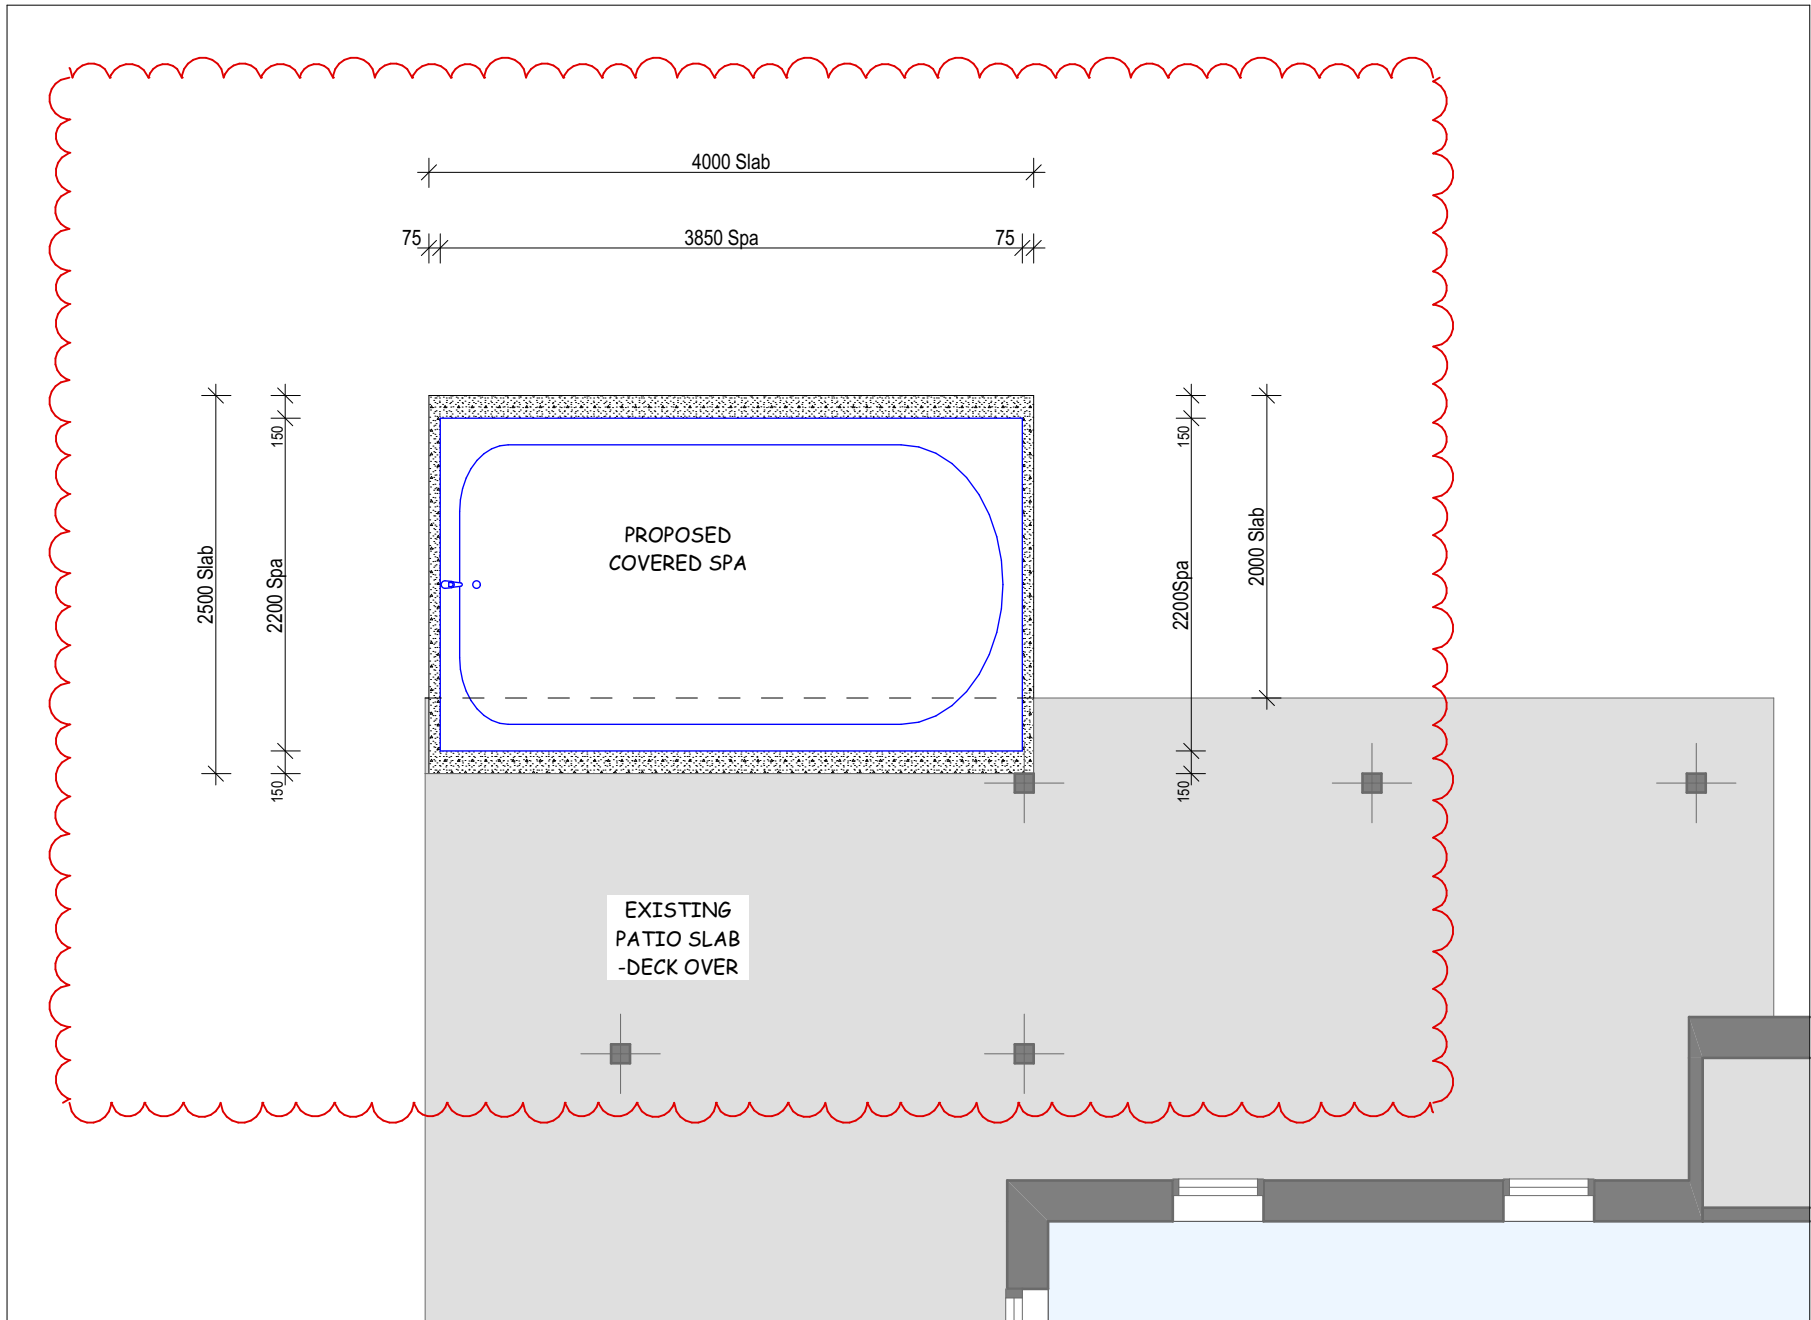 4000 Slab
75
3850 Spa
75
150
150
2500 Slab
2200 Spa
PROPOSED
COVERED SPA
2200Spa
2000 Slab
150
150
EXISTING
PATIO SLAB
-DECK OVER